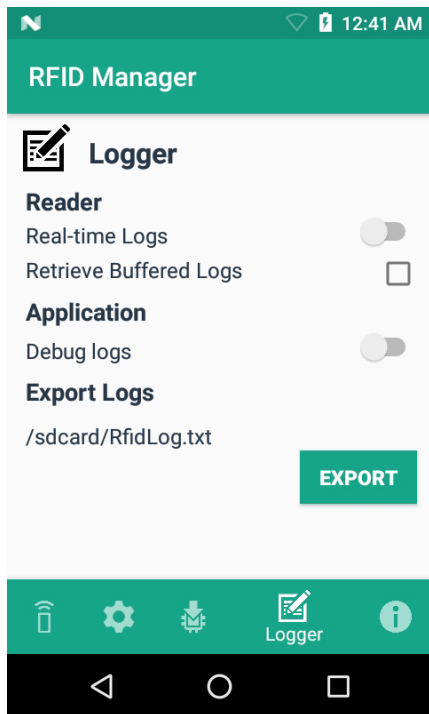 12:41 AM
RFID Manager
Logger
Reader
Real-time Logs
Retrieve Buffered Logs
Application
Debug logs
Export Logs
/sdcard/RfidLog.txt
EXPORT
Logger